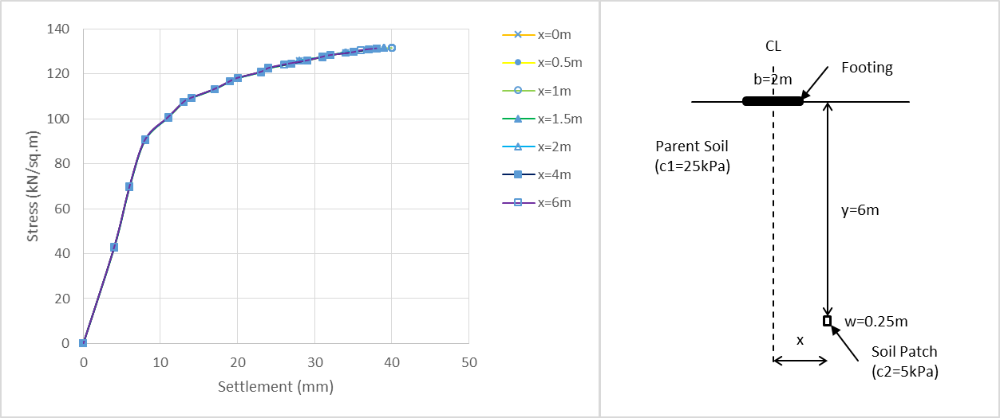 140
120
100
80
60
40
20
0
0
10
20
30
40
50
Stress (kN/sq.m)
Settlement (mm)
x=0m
x=0.5m
x=1m
x=1.5m
x=2m
x=4m
x=6m
CL
b=2m
Footing
Parent Soil
(c1=25kPa)
y=6m
w=0.25m
x
Soil Patch
(c2=5kPa)